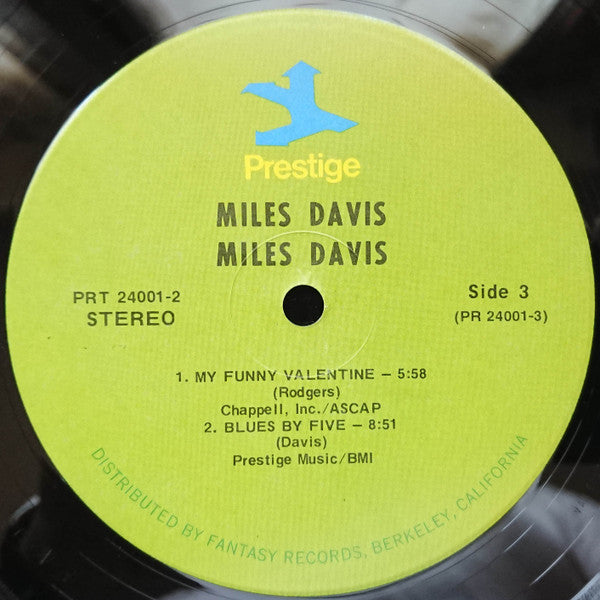 Prestige
MILES DAVIS
MILES DAVIS
PRT 24001-2
STEREO
Side 3
(PR 24001-3)
1. MY FUNNY VALENTINE – 5:58
(Rodgers)
Chappell, Inc./ASCAP
2. BLUES BY FIVE – 8:51
(Davis)
Prestige Music/BMI
DISTRIBUTED BY FANTASY RECORDS, BERKELEY, CALIFORNIA